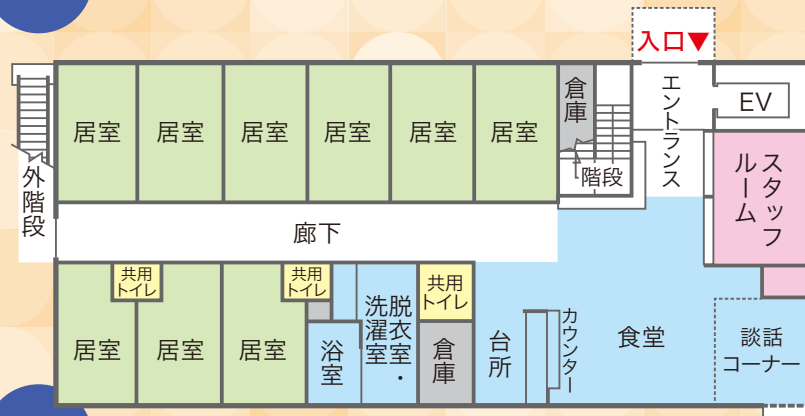 入口▼
エントランス
EV
居室
居室
居室
居室
居室
居室
倉庫
階段
スタッフ
ルーム
外階段
廊下
共用
トイレ
共用
トイレ
共用
トイレ
居室
居室
居室
浴室
脱衣室・
洗濯室
倉庫
台所
カウンター
食堂
談話
コーナー